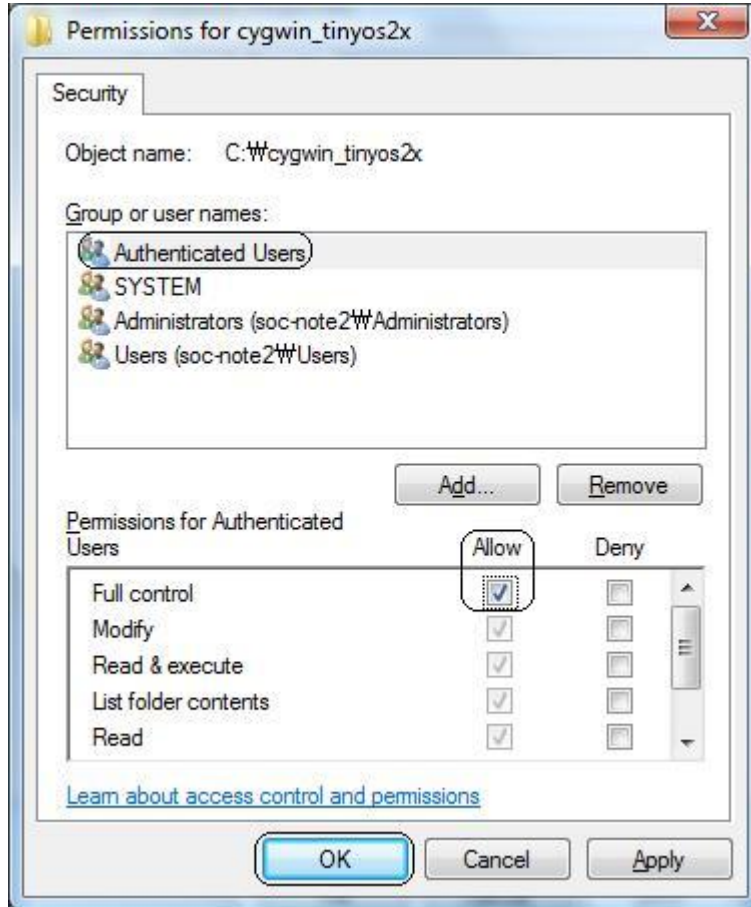 Permissions for cygwin_tinyos2x
Security
Object name: C:₩cygwin_tinyos2x
Group or user names:
Authenticated Users
SYSTEM
Administrators (soc-note2₩Administrators)
Users (soc-note2₩Users)
Add... Remove
Permissions for Authenticated
Users Allow Deny
Full control
Modify
Read & execute
List folder contents
Read
Learn about access control and permissions
OK Cancel Apply